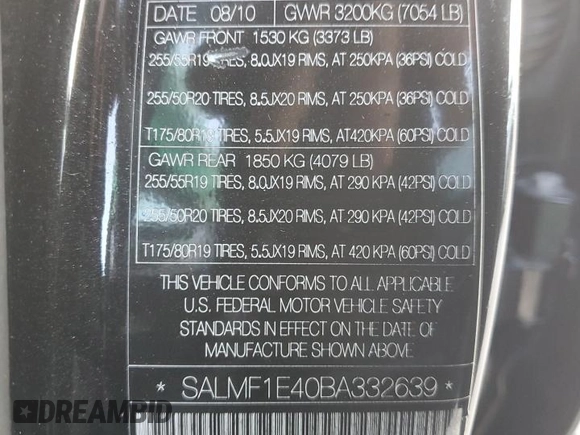 DATE 08/10 GVWR 3200KG (7054 LB)
GAWR FRONT 1530 KG (3373 LB)
255/55R19 TIRES, 8.0JX19 RIMS, AT 250KPA (36PSI) COLD
255/50R20 TIRES, 8.5JX20 RIMS, AT 250KPA (36PSI) COLD
T175/80R19 TIRES, 5.5JX19 RIMS, AT420KPA (60PSI) COLD
GAWR REAR 1850 KG (4079 LB)
255/55R19 TIRES, 8.0JX19 RIMS, AT 290 KPA (42PSI) COLD
255/50R20 TIRES, 8.5JX20 RIMS, AT 290 KPA (42PSI) COLD
T175/80R19 TIRES, 5.5JX19 RIMS, AT 420 KPA (60PSI) COLD
THIS VEHICLE CONFORMS TO ALL APPLICABLE
U.S. FEDERAL MOTOR VEHICLE SAFETY
STANDARDS IN EFFECT ON THE DATE OF
MANUFACTURE SHOWN ABOVE
* SALMF1E40BA332639 *
DREAMBID